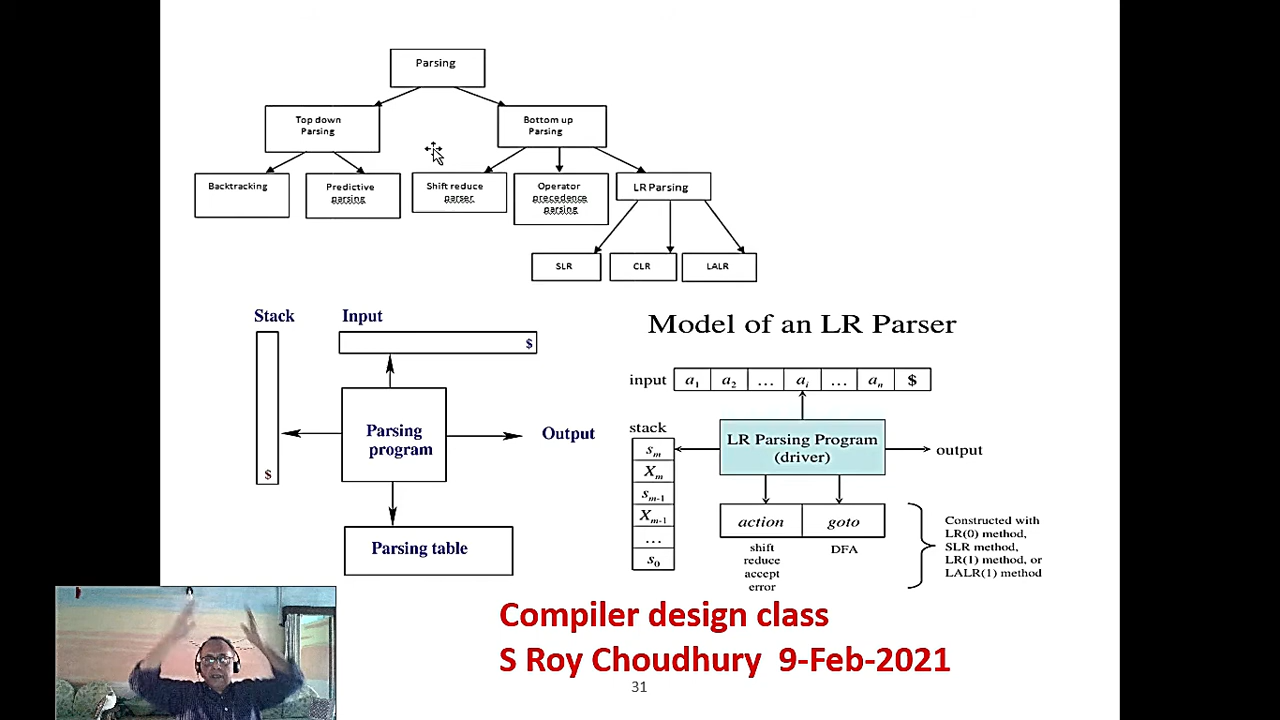 Parsing
Top down
Parsing
Bottom up
Parsing
Backtracking
Predictive
parsing
Shift reduce
parser
Operator
precedence
parsing
LR Parsing
SLR
CLR
LALR
Stack
Input
$
$
Parsing
program
Output
Parsing table
Model of an LR Parser
input a1 a2 … ai … an $
stack
LR Parsing Program
(driver)
output
sm
Xm
sm-1
Xm-1
…
s0
action goto
shift
reduce
accept
error
DFA
Constructed with
LR(0) method,
SLR method,
LR(1) method, or
LALR(1) method
Compiler design class
S Roy Choudhury 9-Feb-2021
31